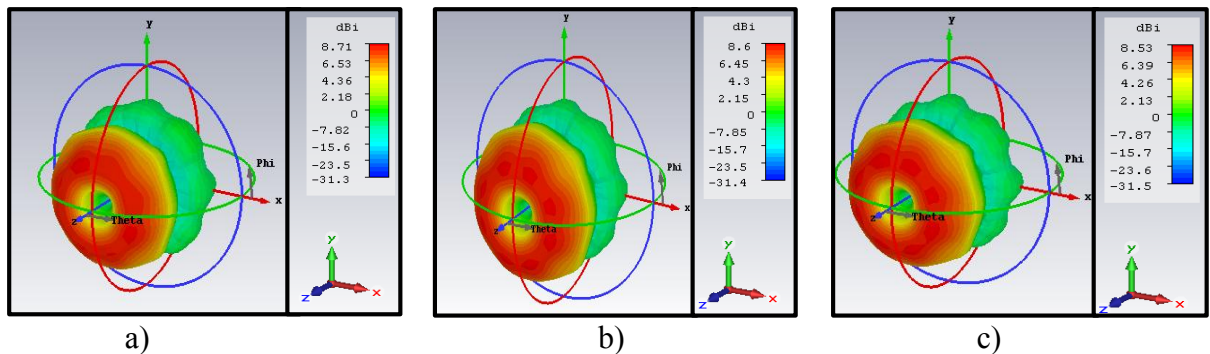 y
Phi
x
z
Theta
dBi
8.71
6.53
4.36
2.18
0
-7.82
-15.6
-23.5
-31.3
y
z
x
a)
y
Phi
x
z
Theta
dBi
8.6
6.45
4.3
2.15
0
-7.85
-15.7
-23.5
-31.4
y
z
x
b)
y
Phi
x
z
Theta
dBi
8.53
6.39
4.26
2.13
0
-7.87
-15.7
-23.6
-31.5
y
z
x
c)